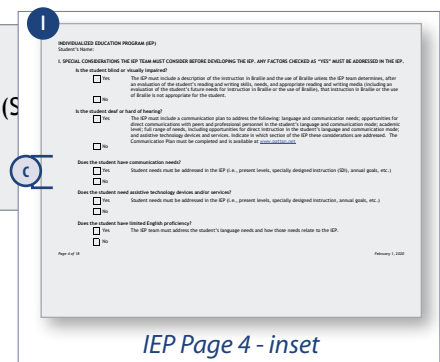 I
INDIVIDUALIZED EDUCATION PROGRAM (IEP)
Student's Name:
I. SPECIAL CONSIDERATIONS THE IEP TEAM MUST CONSIDER BEFORE DEVELOPING THE IEP. ANY FACTORS CHECKED AS "YES" MUST BE ADDRESSED IN THE IEP.
Is the student blind or visually impaired?
Yes The IEP must include a description of the instruction in Braille and the use of Braille unless the IEP team determines, after
an evaluation of the student's reading and writing skills, needs, and appropriate reading and writing media (including an
evaluation of the student's future needs for instruction in Braille or the use of Braille), that instruction in Braille or the use
of Braille is not appropriate for the student.
No
(S
Is the student deaf or hard of hearing?
Yes The IEP must include a communication plan to address the following: language and communication needs; opportunities for
direct communications with peers and professional personnel in the student's language and communication mode; academic
level; full range of needs, including opportunities for direct instruction in the student's language and communication mode;
and assistive technology devices and services. Indicate in which section of the IEP these considerations are addressed. The
Communication Plan must be completed and is available at www.pattan.net
No
C
Does the student have communication needs?
Yes Student needs must be addressed in the IEP (i.e., present levels, specially designed instruction (SDI), annual goals, etc.)
No
Does the student need assistive technology devices and/or services?
Yes Student needs must be addressed in the IEP (i.e., present levels, specially designed instruction, annual goals, etc.)
No
Does the student have limited English proficiency?
Yes The IEP team must address the student's language needs and how those needs relate to the IEP.
No
Page 4 of 18 February 1, 2020
IEP Page 4 - inset